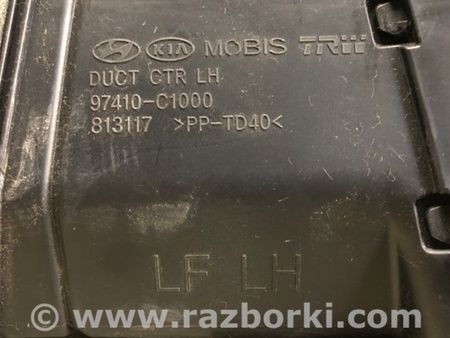 KIA MOBIS TRW
DUCT CTR LH
97410-C1000
813117 >PP-TD40<
LF LH
© www.razborki.com